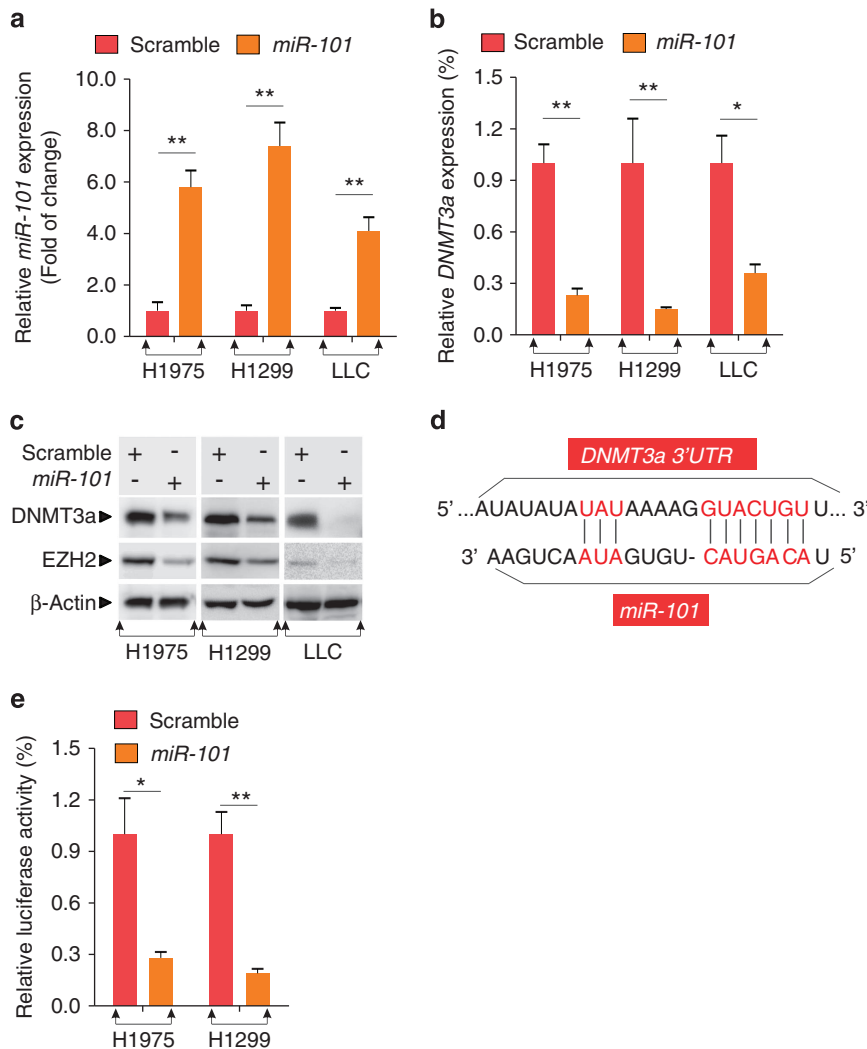 a
Scramble miR-101
Relative miR-101 expression
(Fold of change)
10.0
8.0
6.0
4.0
2.0
0.0
** ** **
H1975 H1299 LLC
b
Scramble miR-101
Relative DNMT3a expression (%)
1.5
1.2
0.9
0.6
0.3
0.0
** ** *
H1975 H1299 LLC
c
Scramble + - + - + -
miR-101 - + - + - +
DNMT3a
EZH2
β-Actin
H1975 H1299 LLC
d
DNMT3a 3'UTR
5' ...AUAUAUAUAUAAAAGGUACUGUU... 3'
3' AAGUCAAUAGUGU- CAUGACAU 5'
miR-101
e
Scramble
miR-101
Relative luciferase activity (%)
1.5
1.2
0.9
0.6
0.3
0.0
* **
H1975 H1299